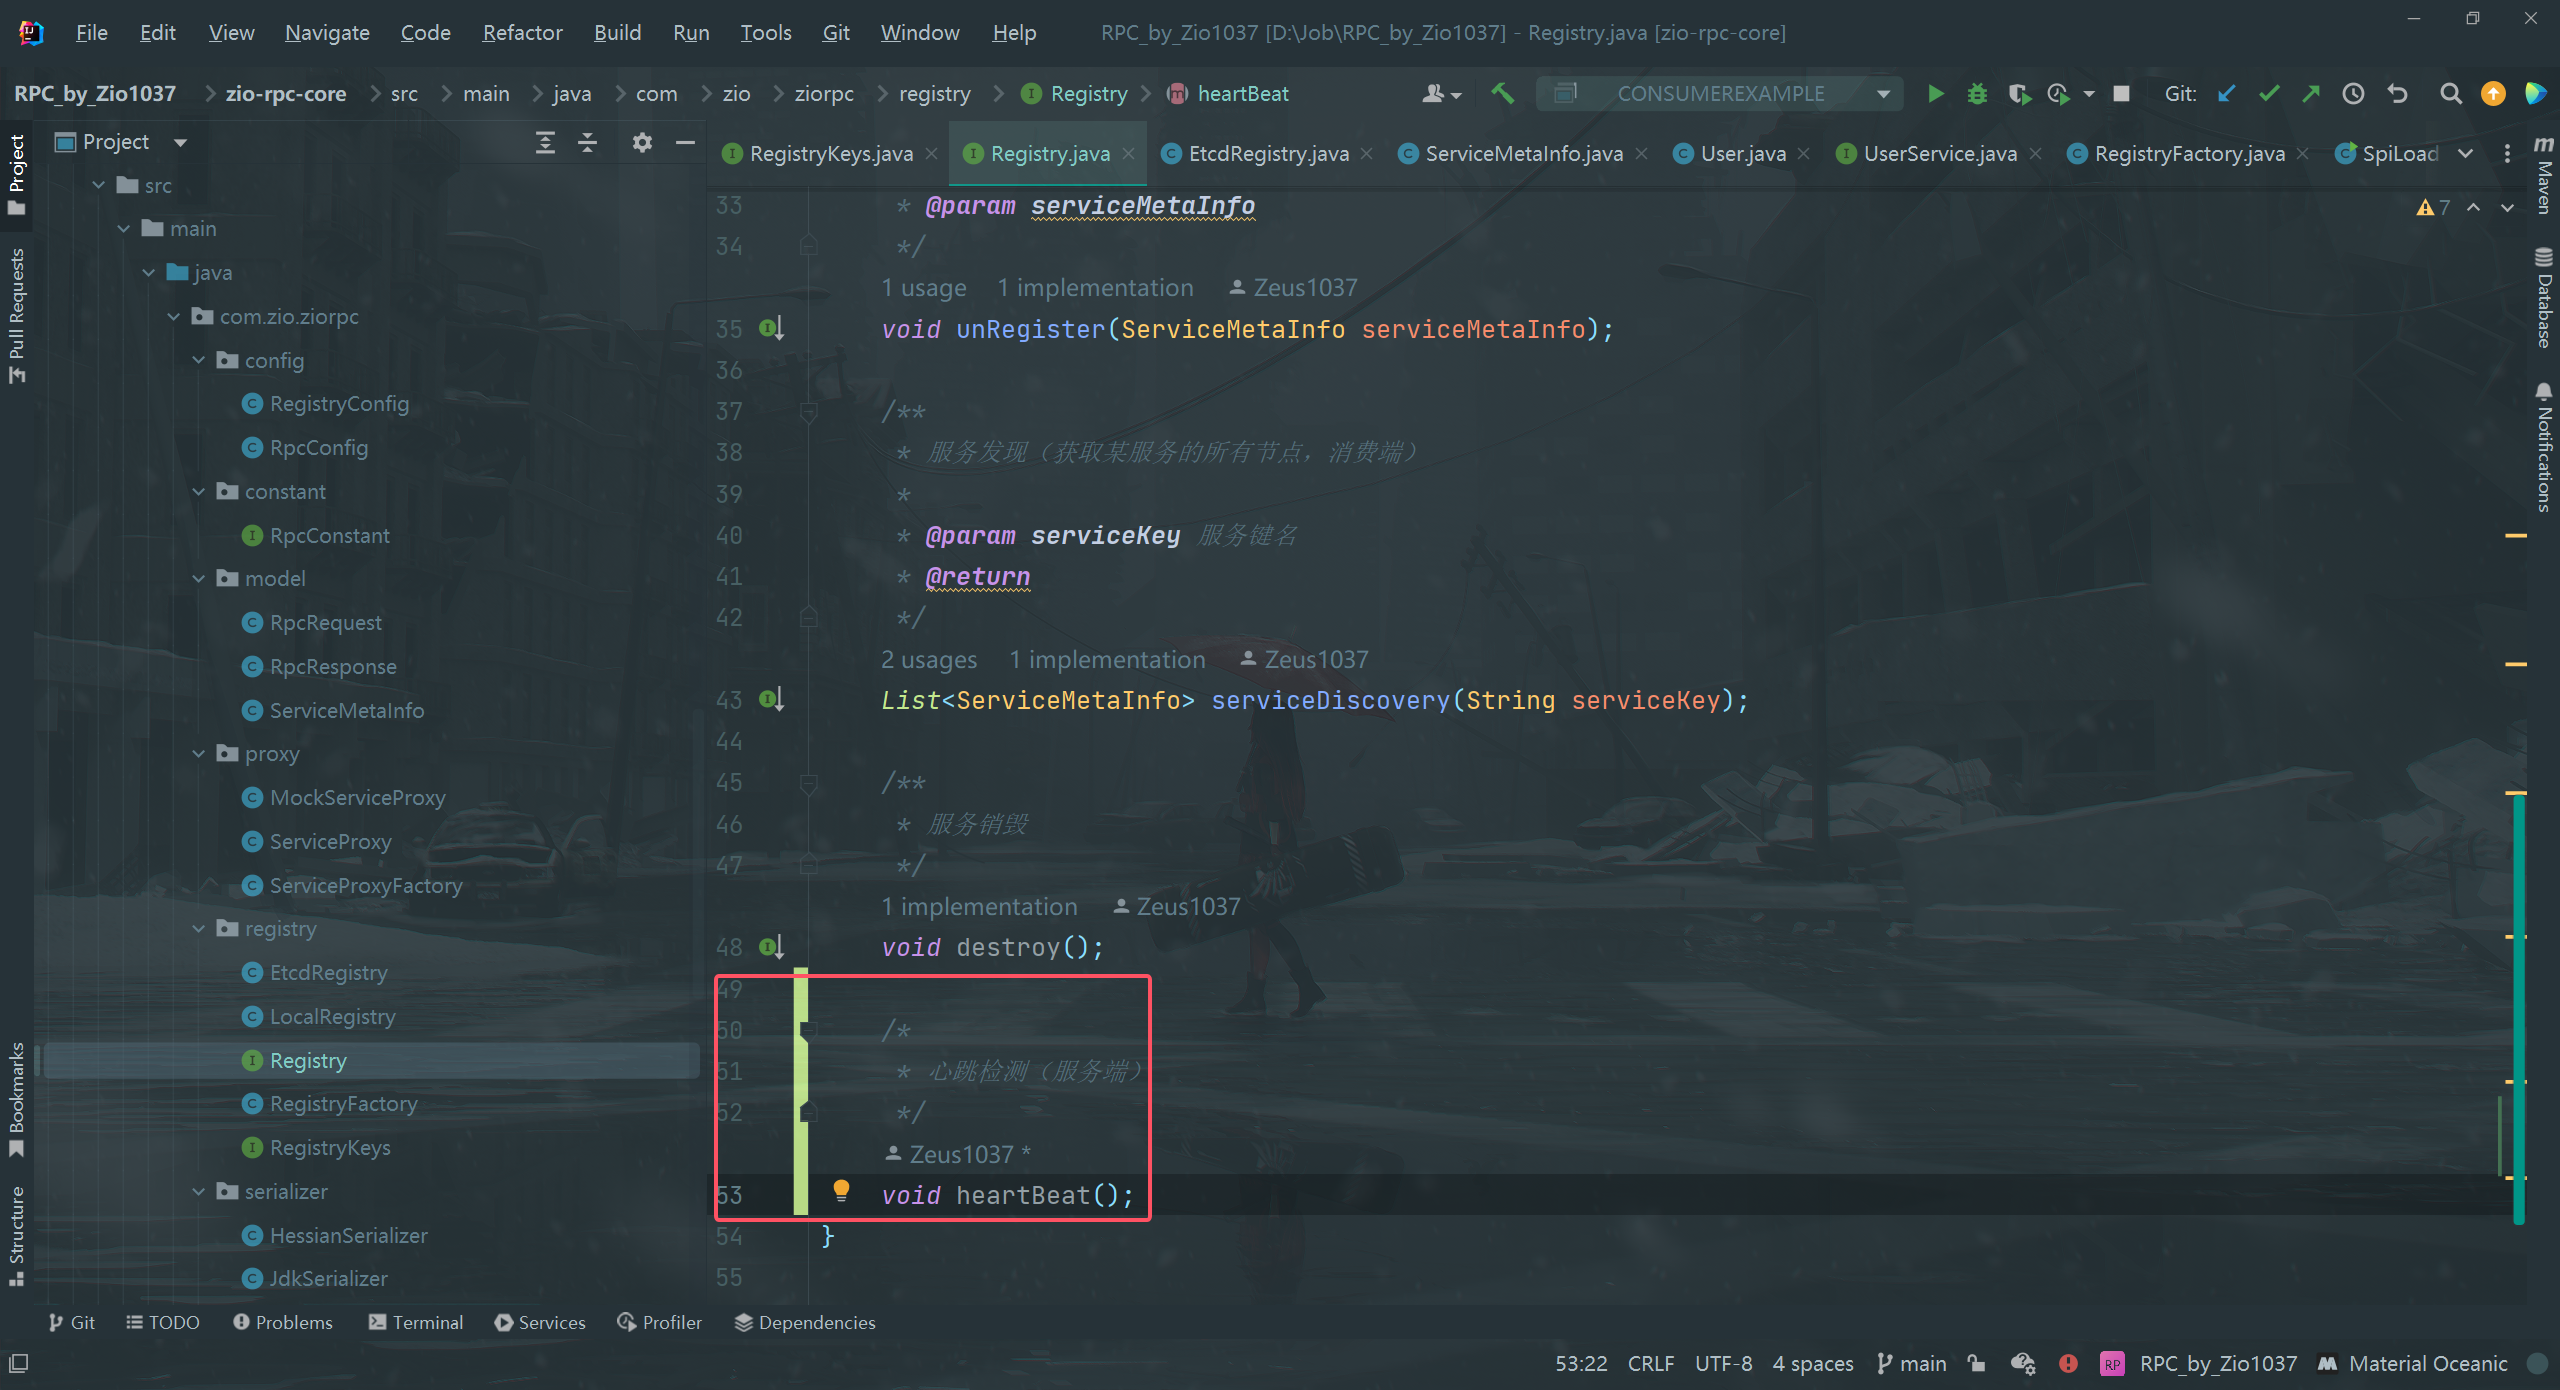 File Edit View Navigate Code Refactor Build Run Tools Git Window Help RPC_by_Zio1037 [D:\Job\RPC_by_Zio1037] - Registry.java [zio-rpc-core]
RPC_by_Zio1037 zio-rpc-core src main java com zio ziorpc registry Registry heartBeat CONSUMEREXAMPLE Git:
Project
RegistryKeys.java Registry.java EtcdRegistry.java ServiceMetaInfo.java User.java UserService.java RegistryFactory.java SpiLoad
Project
Pull Requests
Bookmarks
Structure
src
main
java
com.zio.ziorpc
config
RegistryConfig
RpcConfig
constant
RpcConstant
model
RpcRequest
RpcResponse
ServiceMetaInfo
proxy
MockServiceProxy
ServiceProxy
ServiceProxyFactory
registry
EtcdRegistry
LocalRegistry
Registry
RegistryFactory
RegistryKeys
serializer
HessianSerializer
JdkSerializer
7
33 * @param serviceMetaInfo
34 */
1 usage 1 implementation Zeus1037
35 void unRegister(ServiceMetaInfo serviceMetaInfo);
36
37 /**
38 * 服务发现（获取某服务的所有节点，消费端）
39 *
40 * @param serviceKey 服务键名
41 * @return
42 */
2 usages 1 implementation Zeus1037
43 List<ServiceMetaInfo> serviceDiscovery(String serviceKey);
44
45 /**
46 * 服务销毁
47 */
1 implementation Zeus1037
48 void destroy();
49
50 /*
51 * 心跳检测（服务端）
52 */
Zeus1037 *
53 void heartBeat();
54 }
55
m Maven
Database
Notifications
Git TODO Problems Terminal Services Profiler Dependencies
53:22 CRLF UTF-8 4 spaces main RP RPC_by_Zio1037 Material Oceanic